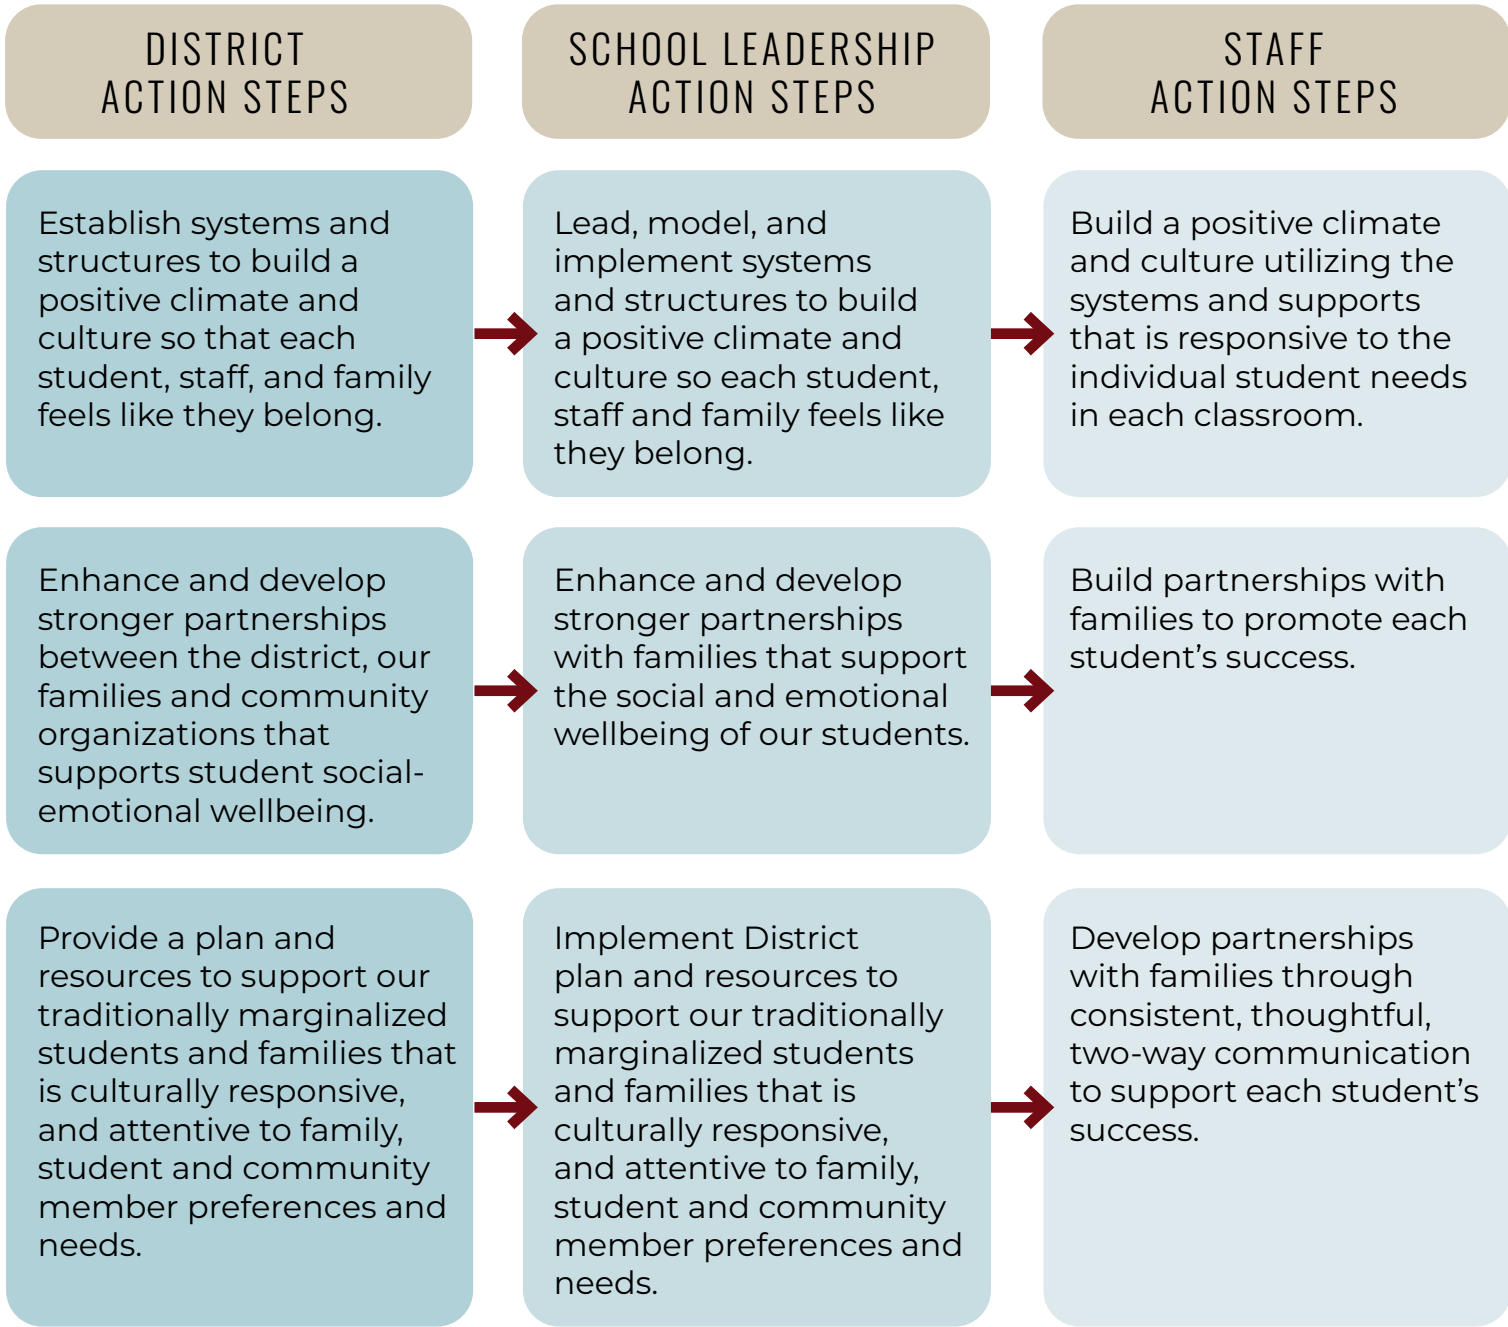 DISTRICT
ACTION STEPS
SCHOOL LEADERSHIP
ACTION STEPS
STAFF
ACTION STEPS
Establish systems and
structures to build a
positive climate and
culture so that each
student, staff, and family
feels like they belong.
Lead, model, and
implement systems
and structures to build
a positive climate and
culture so each student,
staff and family feels like
they belong.
Build a positive climate
and culture utilizing the
systems and supports
that is responsive to the
individual student needs
in each classroom.
Enhance and develop
stronger partnerships
between the district, our
families and community
organizations that
supports student social-
emotional wellbeing.
Enhance and develop
stronger partnerships
with families that support
the social and emotional
wellbeing of our students.
Build partnerships with
families to promote each
student’s success.
Provide a plan and
resources to support our
traditionally marginalized
students and families that
is culturally responsive,
and attentive to family,
student and community
member preferences and
needs.
Implement District
plan and resources to
support our traditionally
marginalized students
and families that is
culturally responsive,
and attentive to family,
student and community
member preferences and
needs.
Develop partnerships
with families through
consistent, thoughtful,
two-way communication
to support each student’s
success.